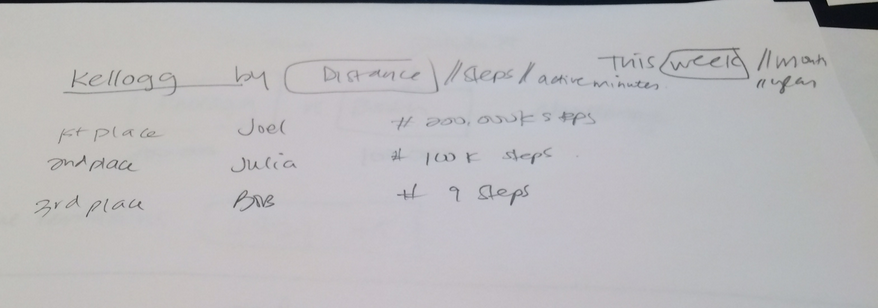 Kellogg by Distance // steps // active minutes This week // month // year
1st place Joel # 200,000K steps
2nd place Julia # 100K steps
3rd place Bob # 9 steps